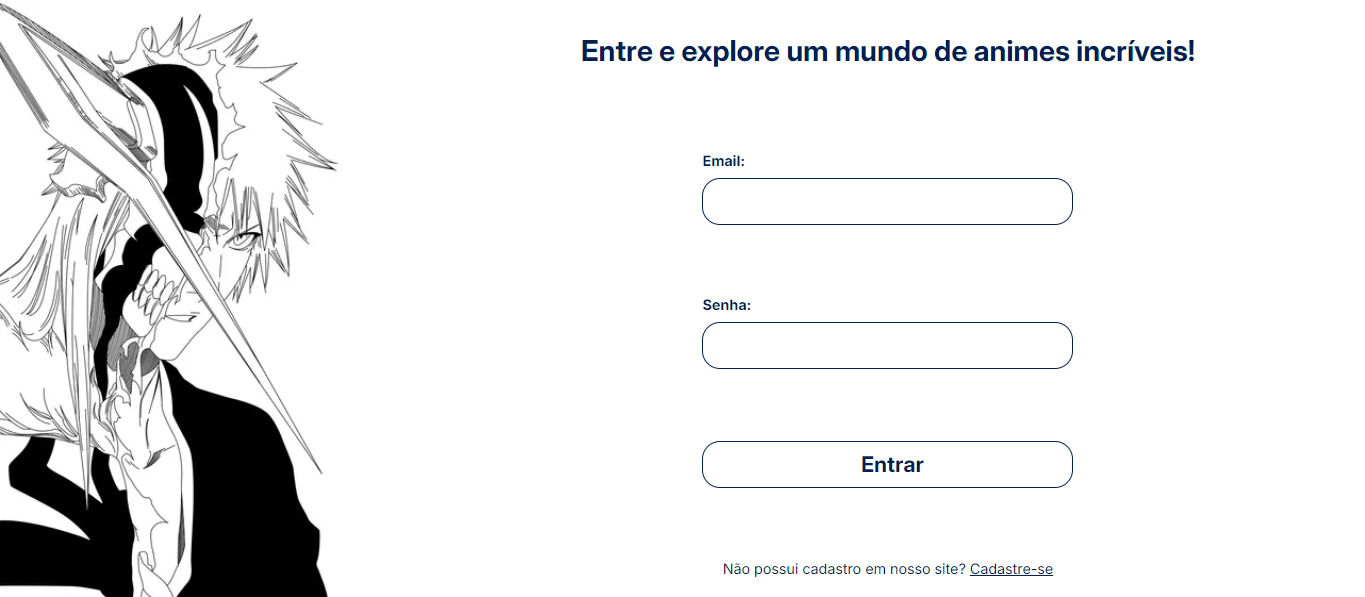 Entre e explore um mundo de animes incríveis!
Email:
Senha:
Entrar
Não possui cadastro em nosso site? Cadastre-se